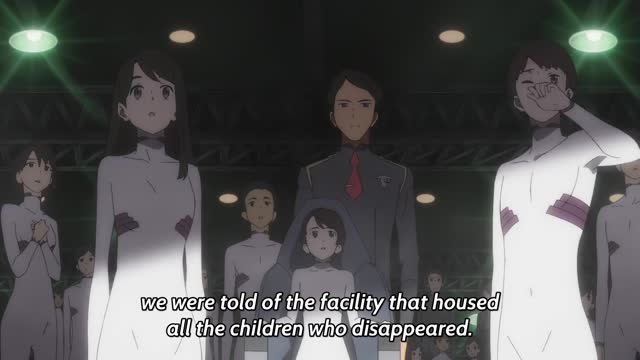 we were told of the facility that housed
all the children who disappeared.